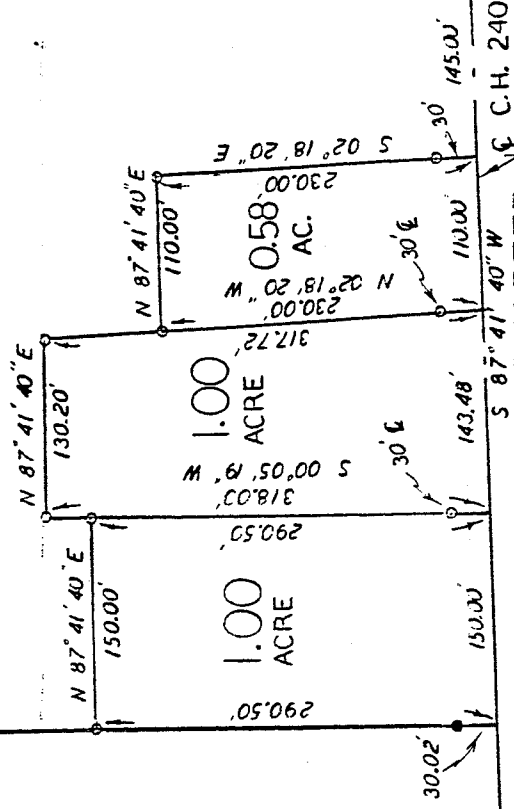 N 87° 41' 40" E
130.20'
N 87° 41' 40" E
110.00'
N 87° 41' 40" E
150.00'
1.00
ACRE
290.50'
290.50'
318.03'
S 00° 05' 19" W
1.00
ACRE
317.72'
230.00'
N 02° 18' 20" W
0.58
AC.
230.00'
S 02° 18' 20" E
30.02'
30' ℄
30' ℄
30'
150.00'
143.48'
110.00'
145.00'
S 87° 41' 40" W
℄ C.H. 240